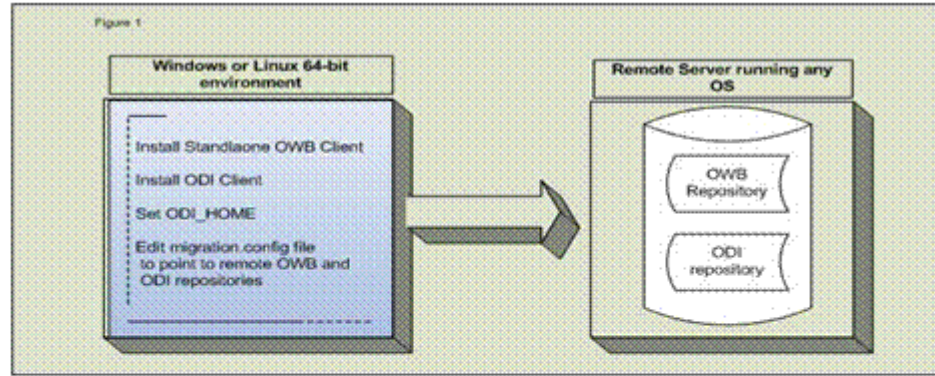 Figure 1
Windows or Linux 64-bit
environment
Install Standlaone OWB Client
Install ODI Client
Set ODI_HOME
Edit migration.config file
to point to remote OWB and
ODI repositories
Remote Server running any
OS
OWB
Repository
ODI
repository